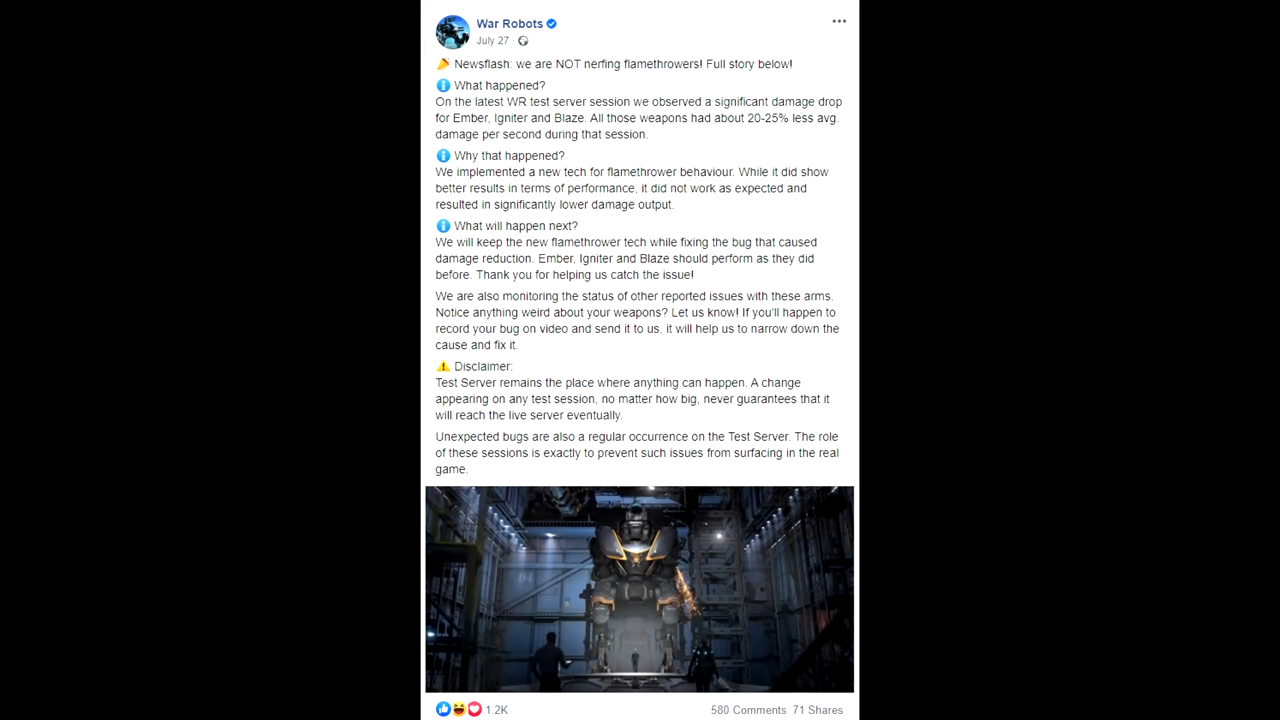 War Robots
July 27 ·
Newsflash: we are NOT nerfing flamethrowers! Full story below!
What happened?
On the latest WR test server session we observed a significant damage drop
for Ember, Igniter and Blaze. All those weapons had about 20-25% less avg.
damage per second during that session.
Why that happened?
We implemented a new tech for flamethrower behaviour. While it did show
better results in terms of performance, it did not work as expected and
resulted in significantly lower damage output.
What will happen next?
We will keep the new flamethrower tech while fixing the bug that caused
damage reduction. Ember, Igniter and Blaze should perform as they did
before. Thank you for helping us catch the issue!
We are also monitoring the status of other reported issues with these arms.
Notice anything weird about your weapons? Let us know! If you'll happen to
record your bug on video and send it to us, it will help us to narrow down the
cause and fix it.
Disclaimer:
Test Server remains the place where anything can happen. A change
appearing on any test session, no matter how big, never guarantees that it
will reach the live server eventually.
Unexpected bugs are also a regular occurrence on the Test Server. The role
of these sessions is exactly to prevent such issues from surfacing in the real
game.
04
1.2K
580 Comments 71 Shares